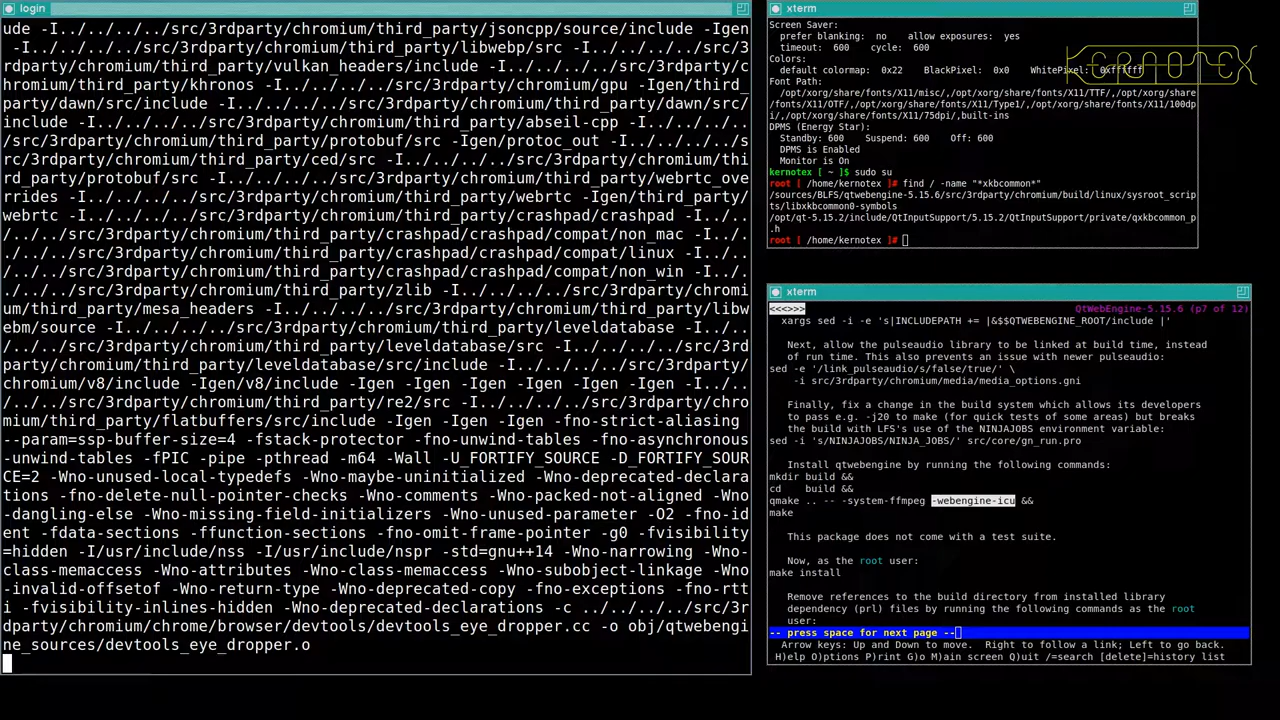 login
ude -I../../../../src/3rdparty/chromium/third_party/jsoncpp/source/include -Igen
 -I../../../../src/3rdparty/chromium/third_party/libwebp/src -I../../../../src/3
rdparty/chromium/third_party/vulkan_headers/include -I../../../../src/3rdparty/c
hromium/third_party/khronos -I../../../../src/3rdparty/chromium/gpu -Igen/third_
party/dawn/src/include -I../../../../src/3rdparty/chromium/third_party/dawn/src/
include -I../../../../src/3rdparty/chromium/third_party/abseil-cpp -I../../../..
/src/3rdparty/chromium/third_party/protobuf/src -Igen/protoc_out -I../../../../s
rc/3rdparty/chromium/third_party/ced/src -I../../../../src/3rdparty/chromium/thi
rd_party/protobuf/src -I../../../../src/3rdparty/chromium/third_party/webrtc_ove
rrides -I../../../../src/3rdparty/chromium/third_party/webrtc -Igen/third_party/
webrtc -I../../../../src/3rdparty/chromium/third_party/crashpad/crashpad -I../..
/../../src/3rdparty/chromium/third_party/crashpad/crashpad/compat/non_mac -I../.
./../../src/3rdparty/chromium/third_party/crashpad/crashpad/compat/linux -I../..
/../../src/3rdparty/chromium/third_party/crashpad/crashpad/compat/non_win -I../.
./../../src/3rdparty/chromium/third_party/zlib -I../../../../src/3rdparty/chromi
um/third_party/mesa_headers -I../../../../src/3rdparty/chromium/third_party/libw
ebm/source -I../../../../src/3rdparty/chromium/third_party/leveldatabase -I../..
/../../src/3rdparty/chromium/third_party/leveldatabase/src -I../../../../src/3rd
party/chromium/third_party/leveldatabase/src/include -I../../../../src/3rdparty/
chromium/v8/include -Igen/v8/include -Igen -Igen -Igen -Igen -Igen -I../../../..
/src/3rdparty/chromium/third_party/re2/src -I../../../../src/3rdparty/chromium/t
hird_party/flatbuffers/src/include -Igen -Igen -fno-strict-aliasing 
--param=ssp-buffer-size=4 -fstack-protector -fno-unwind-tables -fno-asynchronous
-unwind-tables -fPIC -pipe -pthread -m64 -Wall -U_FORTIFY_SOURCE -D_FORTIFY_SOUR
CE=2 -Wno-unused-local-typedefs -Wno-maybe-uninitialized -Wno-deprecated-declara
tions -fno-delete-null-pointer-checks -Wno-comments -Wno-packed-not-aligned -Wno
-dangling-else -Wno-missing-field-initializers -Wno-unused-parameter -O2 -fno-id
ent -fdata-sections -ffunction-sections -fno-omit-frame-pointer -g0 -fvisibility
=hidden -I/usr/include/nss -I/usr/include/nspr -std=gnu++14 -Wno-narrowing -Wno-
class-memaccess -Wno-attributes -Wno-class-memaccess -Wno-subobject-linkage -Wno
-invalid-offsetof -Wno-return-type -Wno-deprecated-copy -fno-exceptions -fno-rtt
i -fvisibility-inlines-hidden -Wno-deprecated-declarations -c ../../../../src/3r
dparty/chromium/chrome/browser/devtools/devtools_eye_dropper.cc -o obj/qtwebengi
ne_sources/devtools_eye_dropper.o
xterm
Screen Saver:
prefer blanking:  no    allow exposures:  yes
timeout:  600    cycle:  600
Colors:
default colormap:  0x22    BlackPixel:  0x0    WhitePixel:  0xffffff
KERNOTEX
Font Path:
/opt/xorg/share/fonts/X11/misc/,/opt/xorg/share/fonts/X11/TTF/,/opt/xorg/share
/fonts/X11/OTF/,/opt/xorg/share/fonts/X11/Type1/,/opt/xorg/share/fonts/X11/100dp
i/,/opt/xorg/share/fonts/X11/75dpi/,built-ins
DPMS (Energy Star):
Standby: 600    Suspend: 600    Off: 600
DPMS is Enabled
Monitor is On
kernotex [ ~ ]$ sudo su
root [ /home/kernotex ]# find / -name "*xkbcommon*"
/sources/BLFS/qtwebengine-5.15.6/src/3rdparty/chromium/build/linux/sysroot_scrip
ts/libxkbcommon0-symbols
/opt/qt-5.15.2/include/QtInputSupport/5.15.2/QtInputSupport/private/qxkbcommon_p
.h
root [ /home/kernotex ]#
xterm
<<<>>> QtWebEngine-5.15.6 (p7 of 12)
xargs sed -i -e 's|INCLUDEPATH += |&$$QTWEBENGINE_ROOT/include |'
Next, allow the pulseaudio library to be linked at build time, instead
of run time. This also prevents an issue with newer pulseaudio:
sed -e '/link_pulseaudio/s/false/true/' \
-i src/3rdparty/chromium/media/media_options.gni
Finally, fix a change in the build system which allows its developers
to pass e.g. -j20 to make (for quick tests of some areas) but breaks
the build with LFS's use of the NINJAJOBS environment variable:
sed -i 's/NINJAJOBS/NINJA_JOBS/' src/core/gn_run.pro
Install qtwebengine by running the following commands:
mkdir build &&
cd    build &&
qmake .. -- -system-ffmpeg -webengine-icu &&
make
This package does not come with a test suite.
Now, as the root user:
make install
Remove references to the build directory from installed library
dependency (prl) files by running the following commands as the root
user:
-- press space for next page --
Arrow keys: Up and Down to move.  Right to follow a link; Left to go back.
H)elp O)ptions P)rint G)o M)ain screen Q)uit /=search [delete]=history list